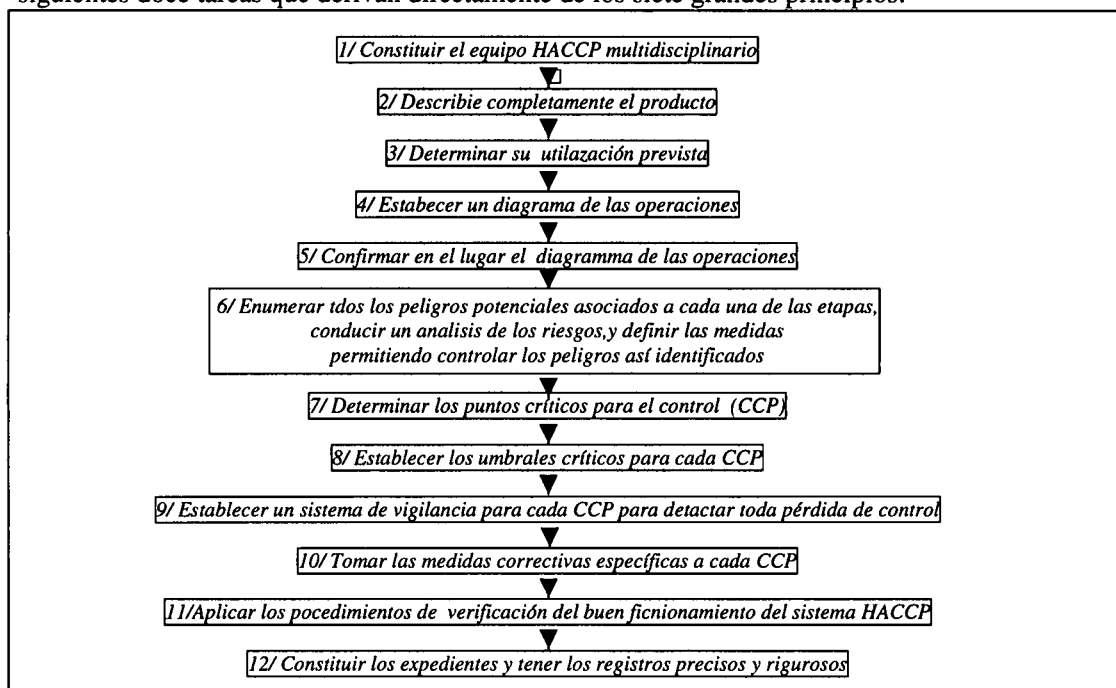 siguientes doce tareas que derivan directamente de los siete grandes principios:
1/ Constituir el equipo HACCP multidisciplinario
2/ Describie completamente el producto
3/ Determinar su utilazación prevista
4/ Estabecer un diagrama de las operaciones
5/ Confirmar en el lugar el diagramma de las operaciones
6/ Enumerar tdos los peligros potenciales asociados a cada una de las etapas,
conducir un analisis de los riesgos,y definir las medidas
permitiendo controlar los peligros así identificados
7/ Determinar los puntos críticos para el control (CCP)
8/ Establecer los umbrales críticos para cada CCP
9/ Establecer un sistema de vigilancia para cada CCP para detactar toda pérdida de control
10/ Tomar las medidas correctivas específicas a cada CCP
11/Aplicar los pocedimientos de verificación del buen ficnionamiento del sistema HACCP
12/ Constituir los expedientes y tener los registros precisos y rigurosos